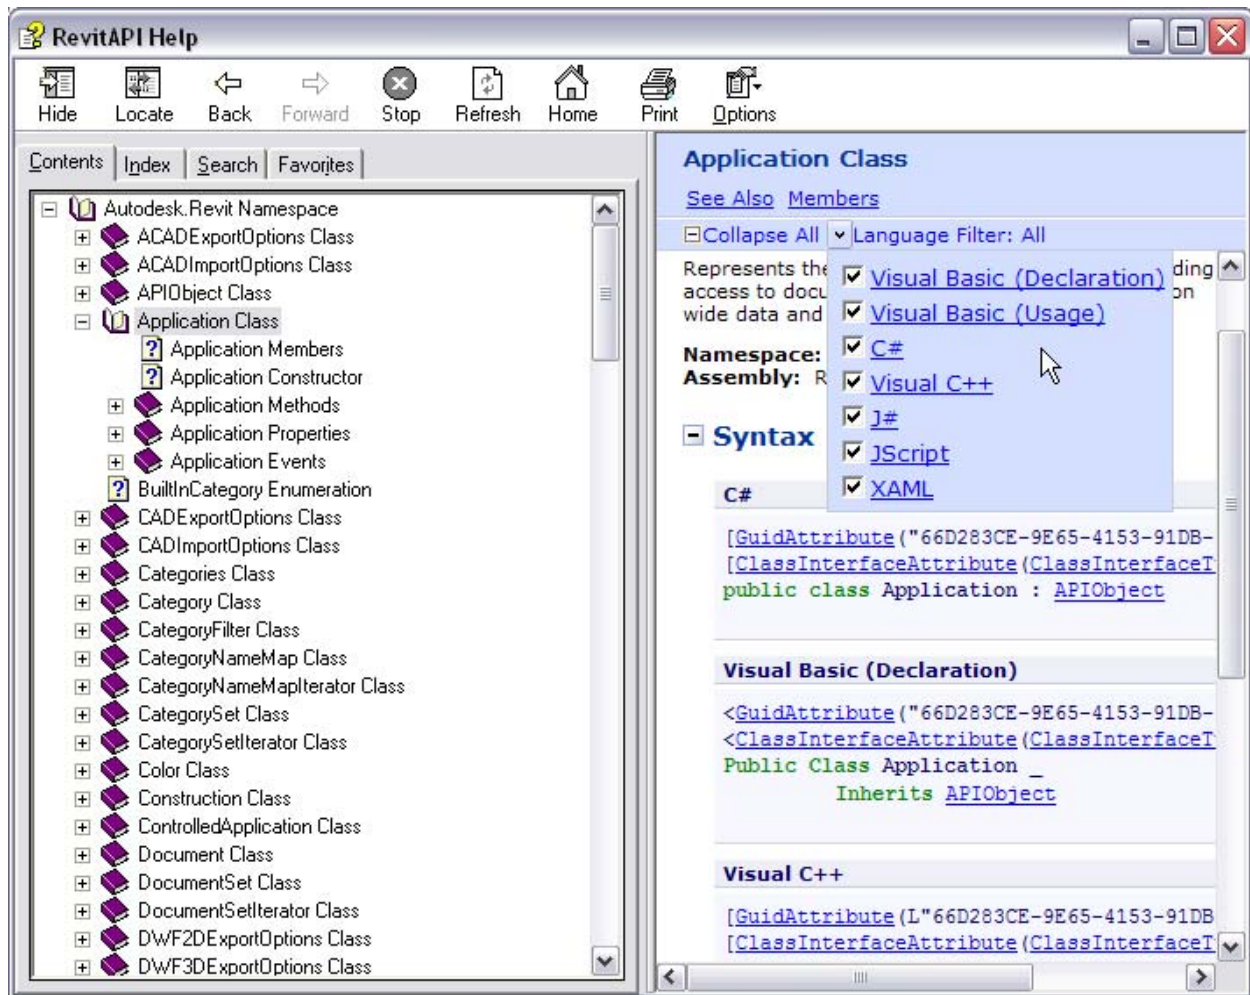 RevitAPI Help
Hide Locate Back Forward Stop Refresh Home Print Options
Contents Index Search Favorites
Autodesk.Revit Namespace
ACADExportOptions Class
ACADImportOptions Class
APIObject Class
Application Class
Application Members
Application Constructor
Application Methods
Application Properties
Application Events
BuiltInCategory Enumeration
CADExportOptions Class
CADImportOptions Class
Categories Class
Category Class
CategoryFilter Class
CategoryNameMap Class
CategoryNameMapIterator Class
CategorySet Class
CategorySetIterator Class
Color Class
Construction Class
ControlledApplication Class
Document Class
DocumentSet Class
DocumentSetIterator Class
DWF2DExportOptions Class
DWF3DExportOptions Class
Application Class
See Also Members
Collapse All Language Filter: All
Represents the ding
access to docu on
wide data and
Namespace:
Assembly: R
Visual Basic (Declaration)
Visual Basic (Usage)
C#
Visual C++
J#
JScript
XAML
Syntax
C#
[GuidAttribute("66D283CE-9E65-4153-91DB-
[ClassInterfaceAttribute(ClassInterfaceT
public class Application : APIObject
Visual Basic (Declaration)
<GuidAttribute("66D283CE-9E65-4153-91DB-
<ClassInterfaceAttribute(ClassInterfaceT
Public Class Application _
Inherits APIObject
Visual C++
[GuidAttribute(L"66D283CE-9E65-4153-91DB
[ClassInterfaceAttribute(ClassInterfaceT